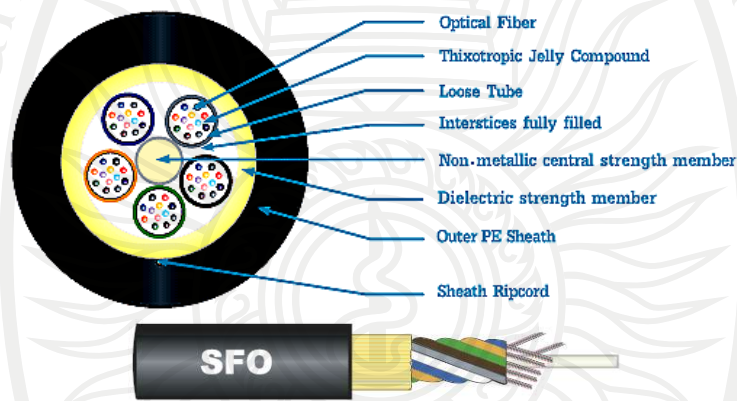 Optical Fiber
Thixotropic Jelly Compound
Loose Tube
Interstices fully filled
Non-metallic central strength member
Dielectric strength member
Outer PE Sheath
Sheath Ripcord
SFO